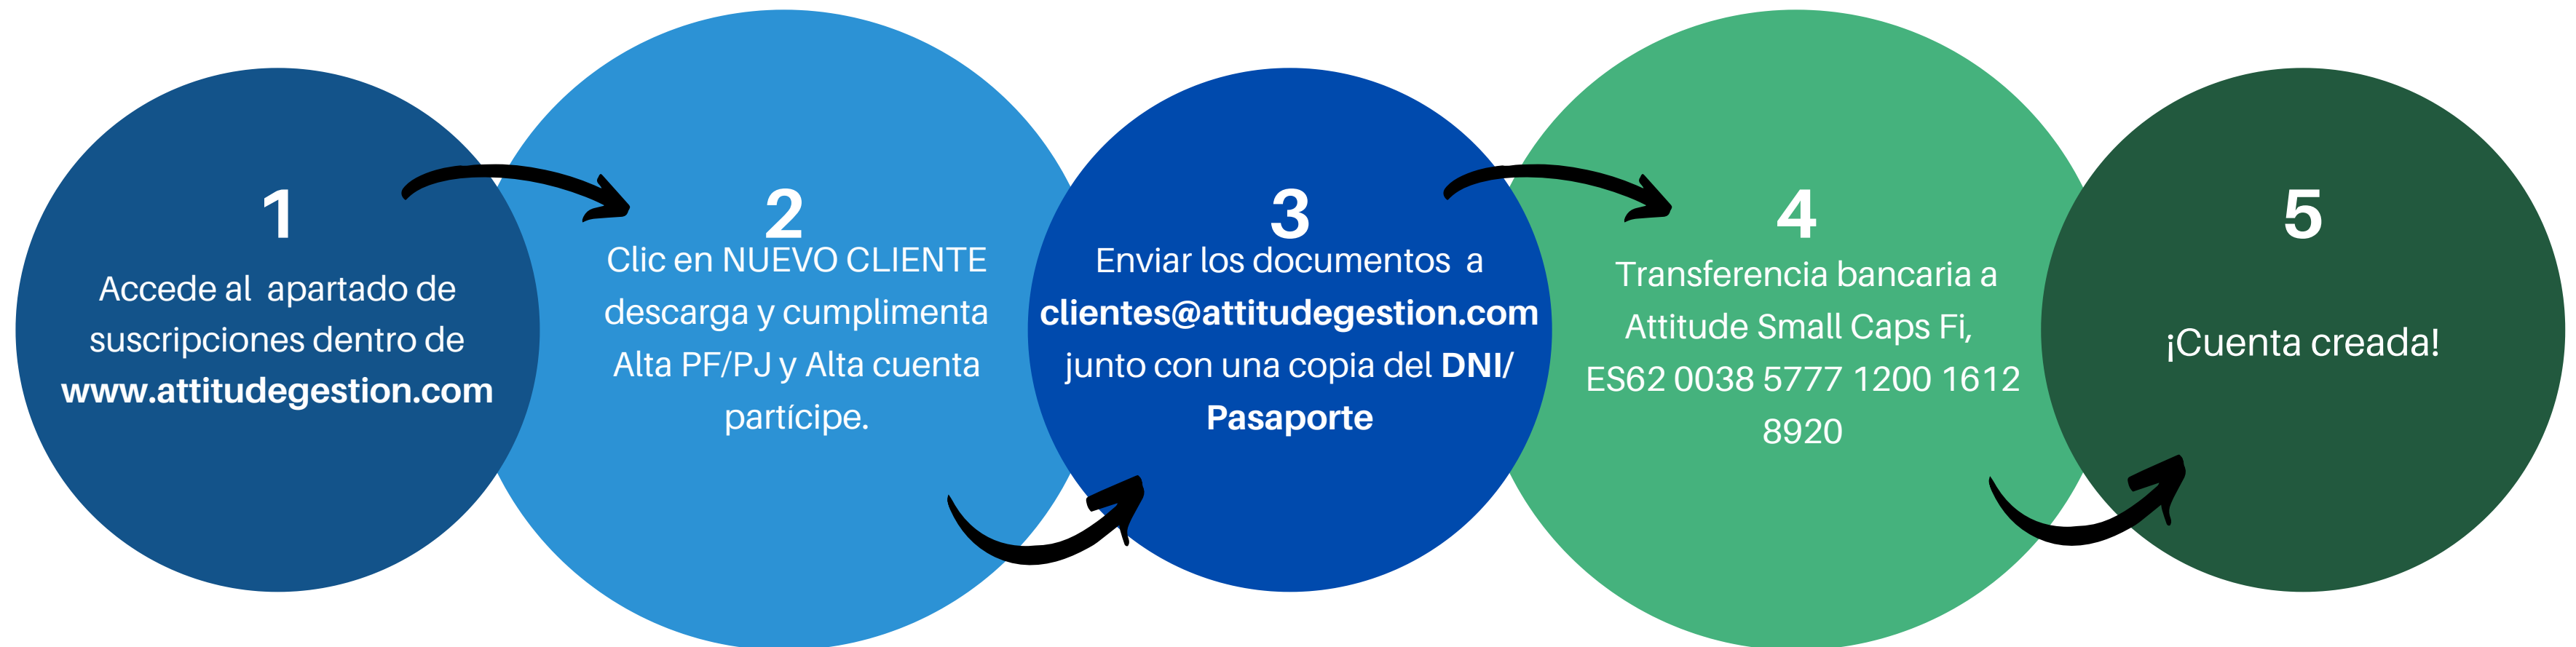 1
Accede al apartado de
suscripciones dentro de
www.attitudegestion.com
2
Clic en NUEVO CLIENTE
descarga y cumplimenta
Alta PF/PJ y Alta cuenta
partícipe.
3
Enviar los documentos a
clientes@attitudegestion.com
junto con una copia del DNI/
Pasaporte
4
Transferencia bancaria a
Attitude Small Caps Fi,
ES62 0038 5777 1200 1612
8920
5
¡Cuenta creada!